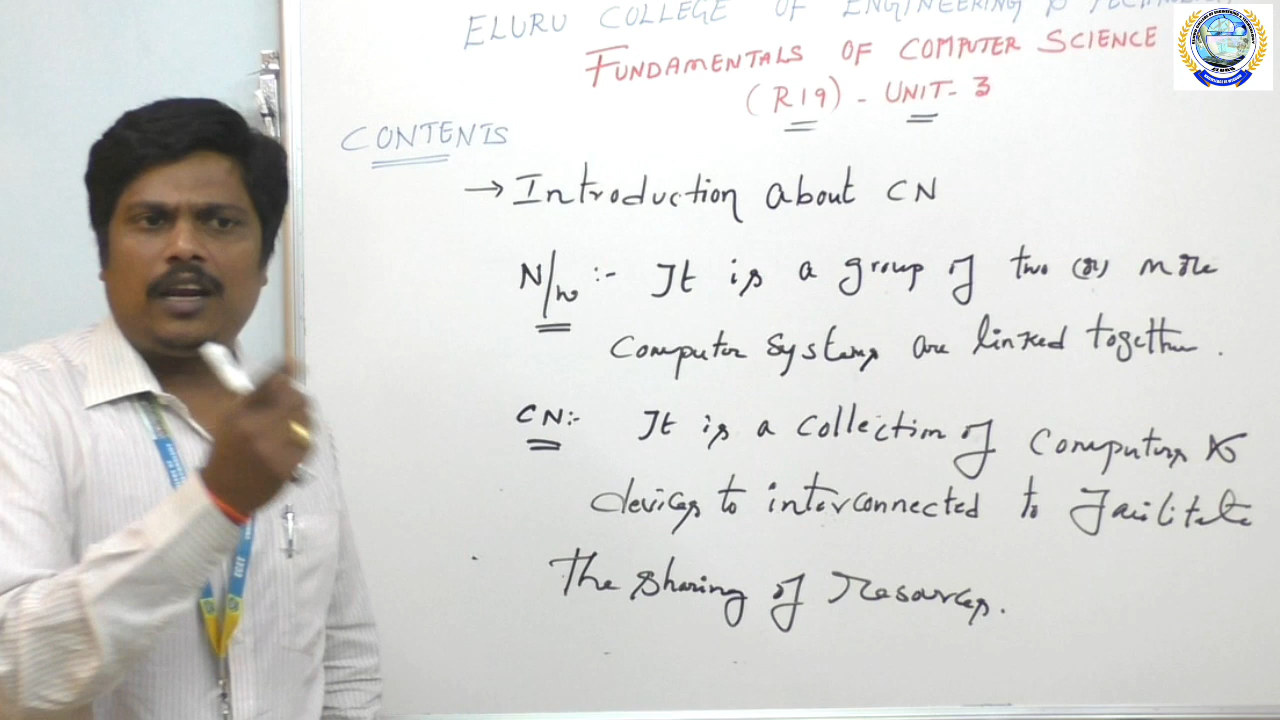 ELURU COLLEGE OF ENGINEERING & TECHNOLOGY
FUNDAMENTALS OF COMPUTER SCIENCE
(R19) - UNIT - 3
CONTENTS
→ Introduction about CN
N/w :- It is a group of two (or) more
Computer Systems are linked together.
CN:- It is a collection of Computers &
devices to interconnected to facilitate
the sharing of resources.